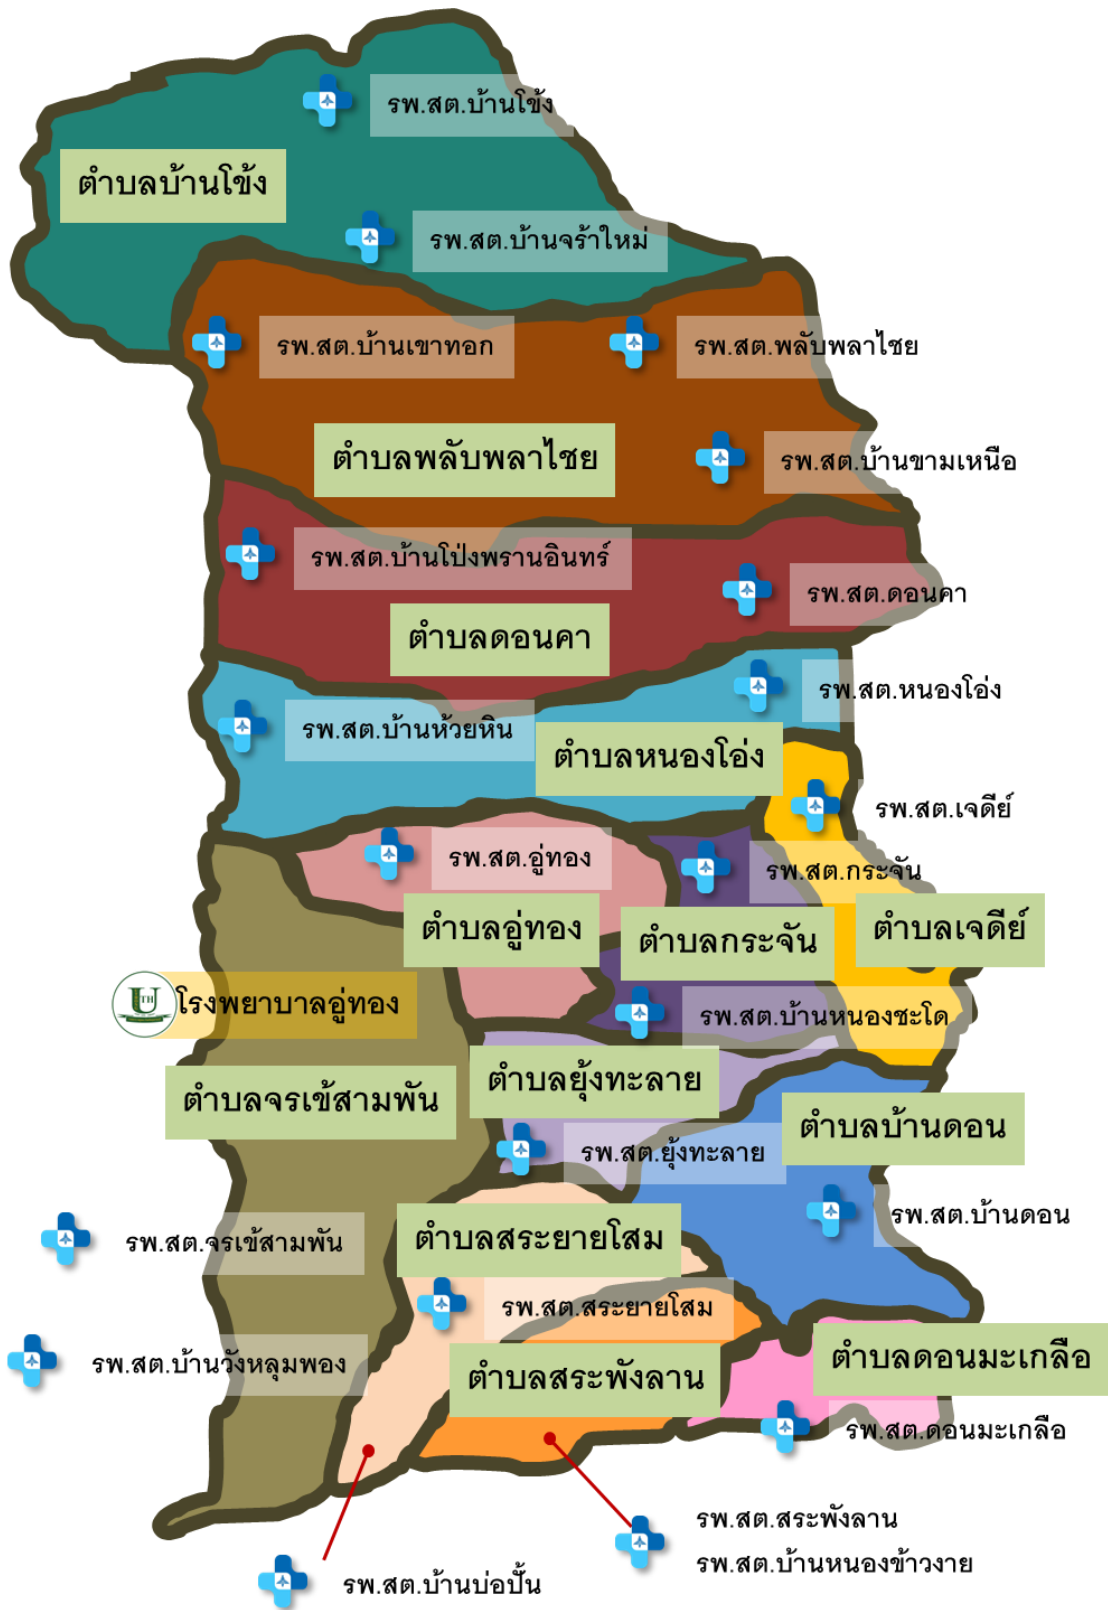 รพ.สต.บ้านโข้ง
ตำบลบ้านโข้ง
รพ.สต.บ้านจร้าใหม่
รพ.สต.บ้านเขาทอก
รพ.สต.พลับพลาไชย
ตำบลพลับพลาไชย
รพ.สต.บ้านขามเหนือ
รพ.สต.บ้านโป่งพรานอินทร์
รพ.สต.ดอนคา
ตำบลดอนคา
รพ.สต.หนองโอ่ง
รพ.สต.บ้านห้วยหิน
ตำบลหนองโอ่ง
รพ.สต.เจดีย์
รพ.สต.อู่ทอง
รพ.สต.กระจัน
ตำบลอู่ทอง
ตำบลกระจัน
ตำบลเจดีย์
U TH
โรงพยาบาลอู่ทอง
รพ.สต.บ้านหนองชะโด
ตำบลยุ้งทะลาย
ตำบลจรเข้สามพัน
ตำบลบ้านดอน
รพ.สต.ยุ้งทะลาย
รพ.สต.บ้านดอน
ตำบลสระยายโสม
รพ.สต.จรเข้สามพัน
รพ.สต.สระยายโสม
รพ.สต.บ้านวังหลุมพอง
ตำบลสระพังลาน
ตำบลดอนมะเกลือ
รพ.สต.ดอนมะเกลือ
รพ.สต.สระพังลาน
รพ.สต.บ้านหนองข้าวงาย
รพ.สต.บ้านบ่อปั้น